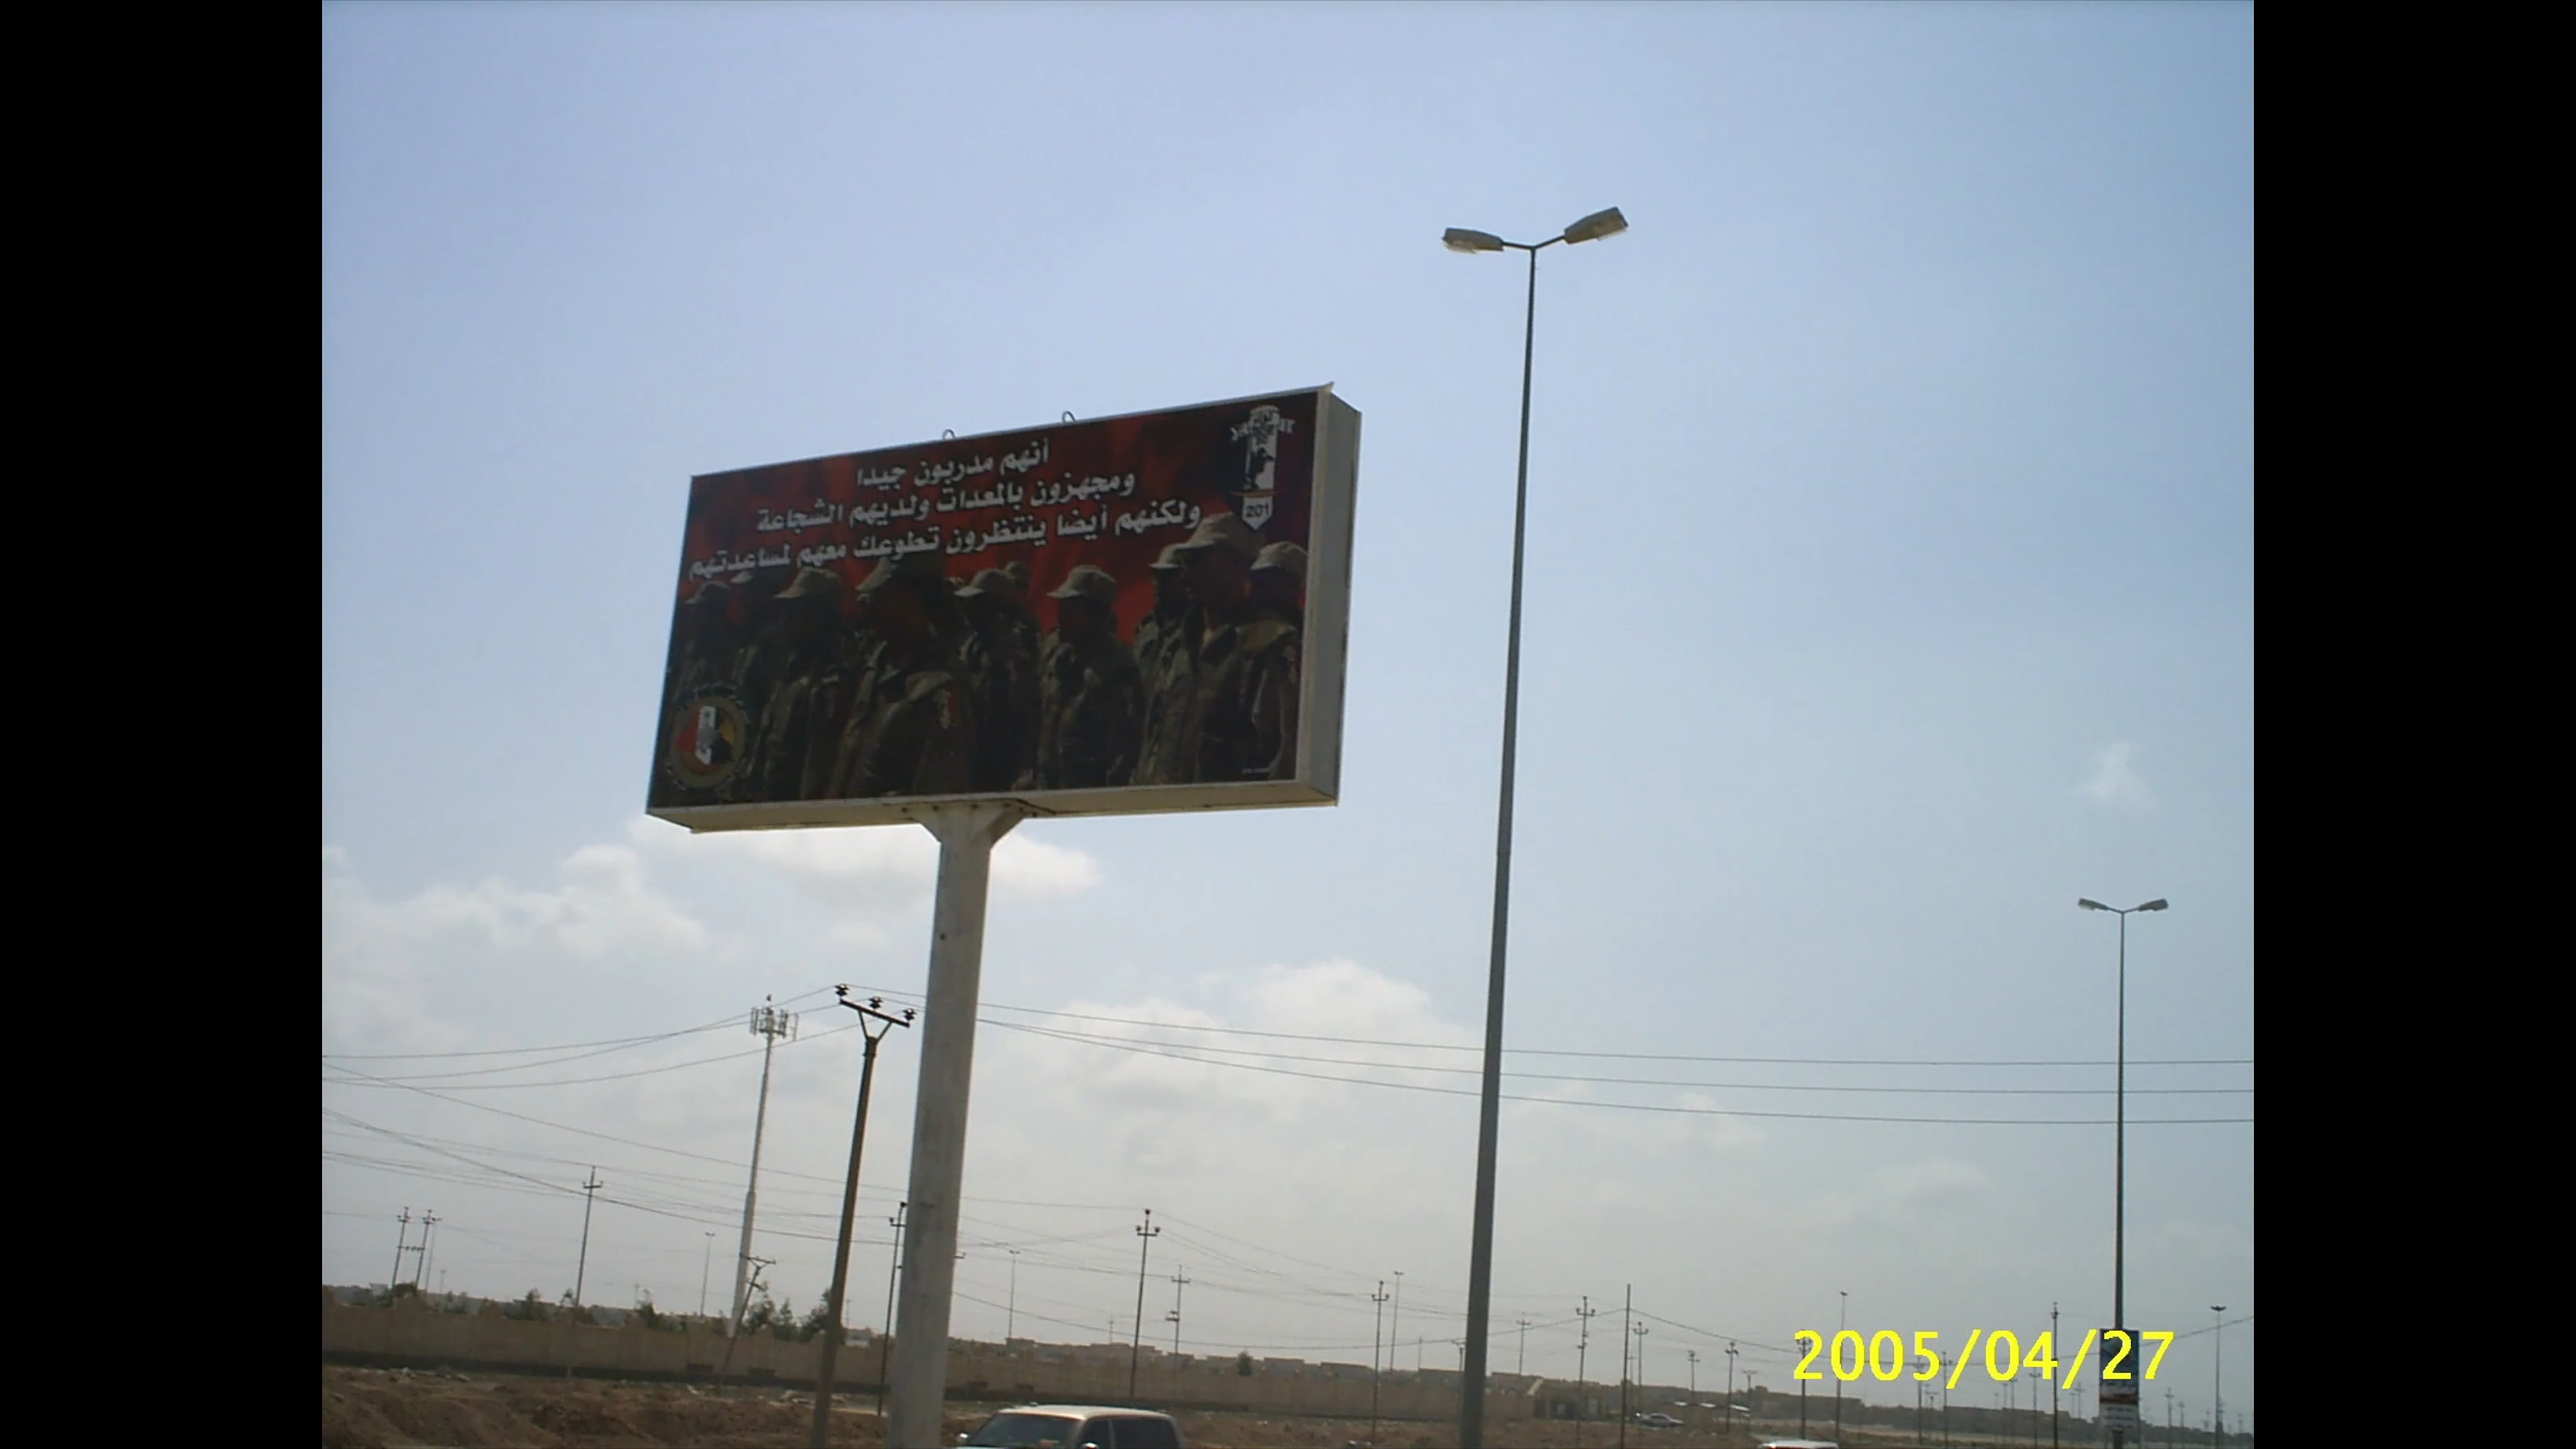 أنهم مدربون جيدا
ومجهزون بالمعدات ولديهم الشجاعة
ولكنهم أيضا ينتظرون تطوعك معهم لمساعدتهم
201
2005/04/27